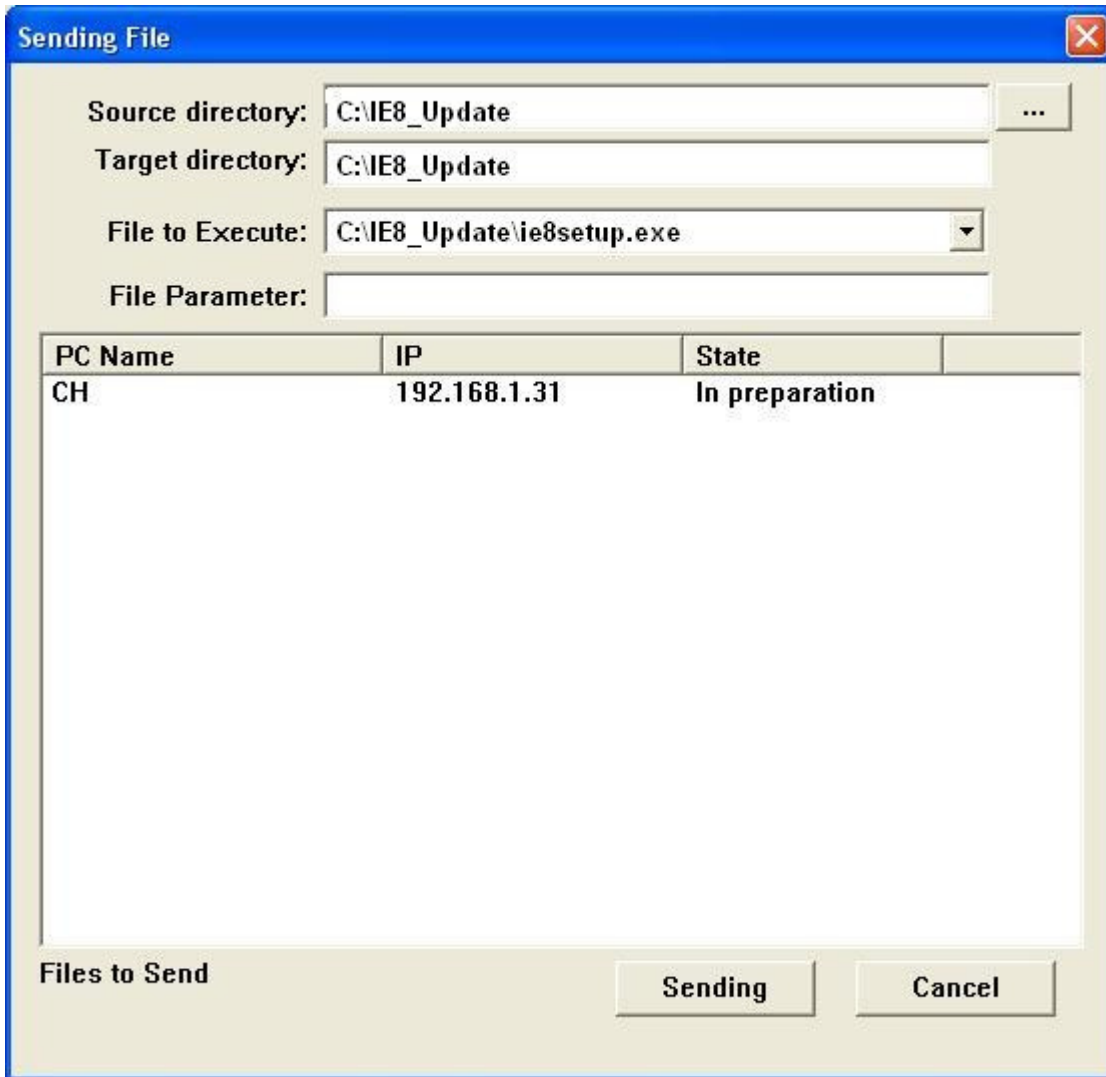 Sending File
Source directory: C:\IE8_Update ...
Target directory: C:\IE8_Update
File to Execute: C:\IE8_Update\ie8setup.exe
File Parameter:
PC Name IP State
CH 192.168.1.31 In preparation
Files to Send Sending Cancel